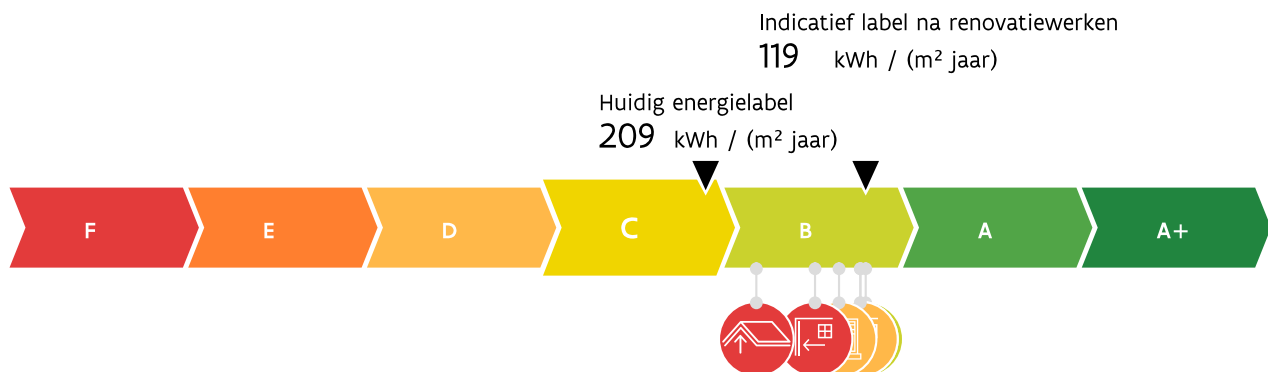 Indicatief label na renovatiewerken
119 kWh / (m² jaar)
Huidig energielabel
209 kWh / (m² jaar)
F E D C B A A+